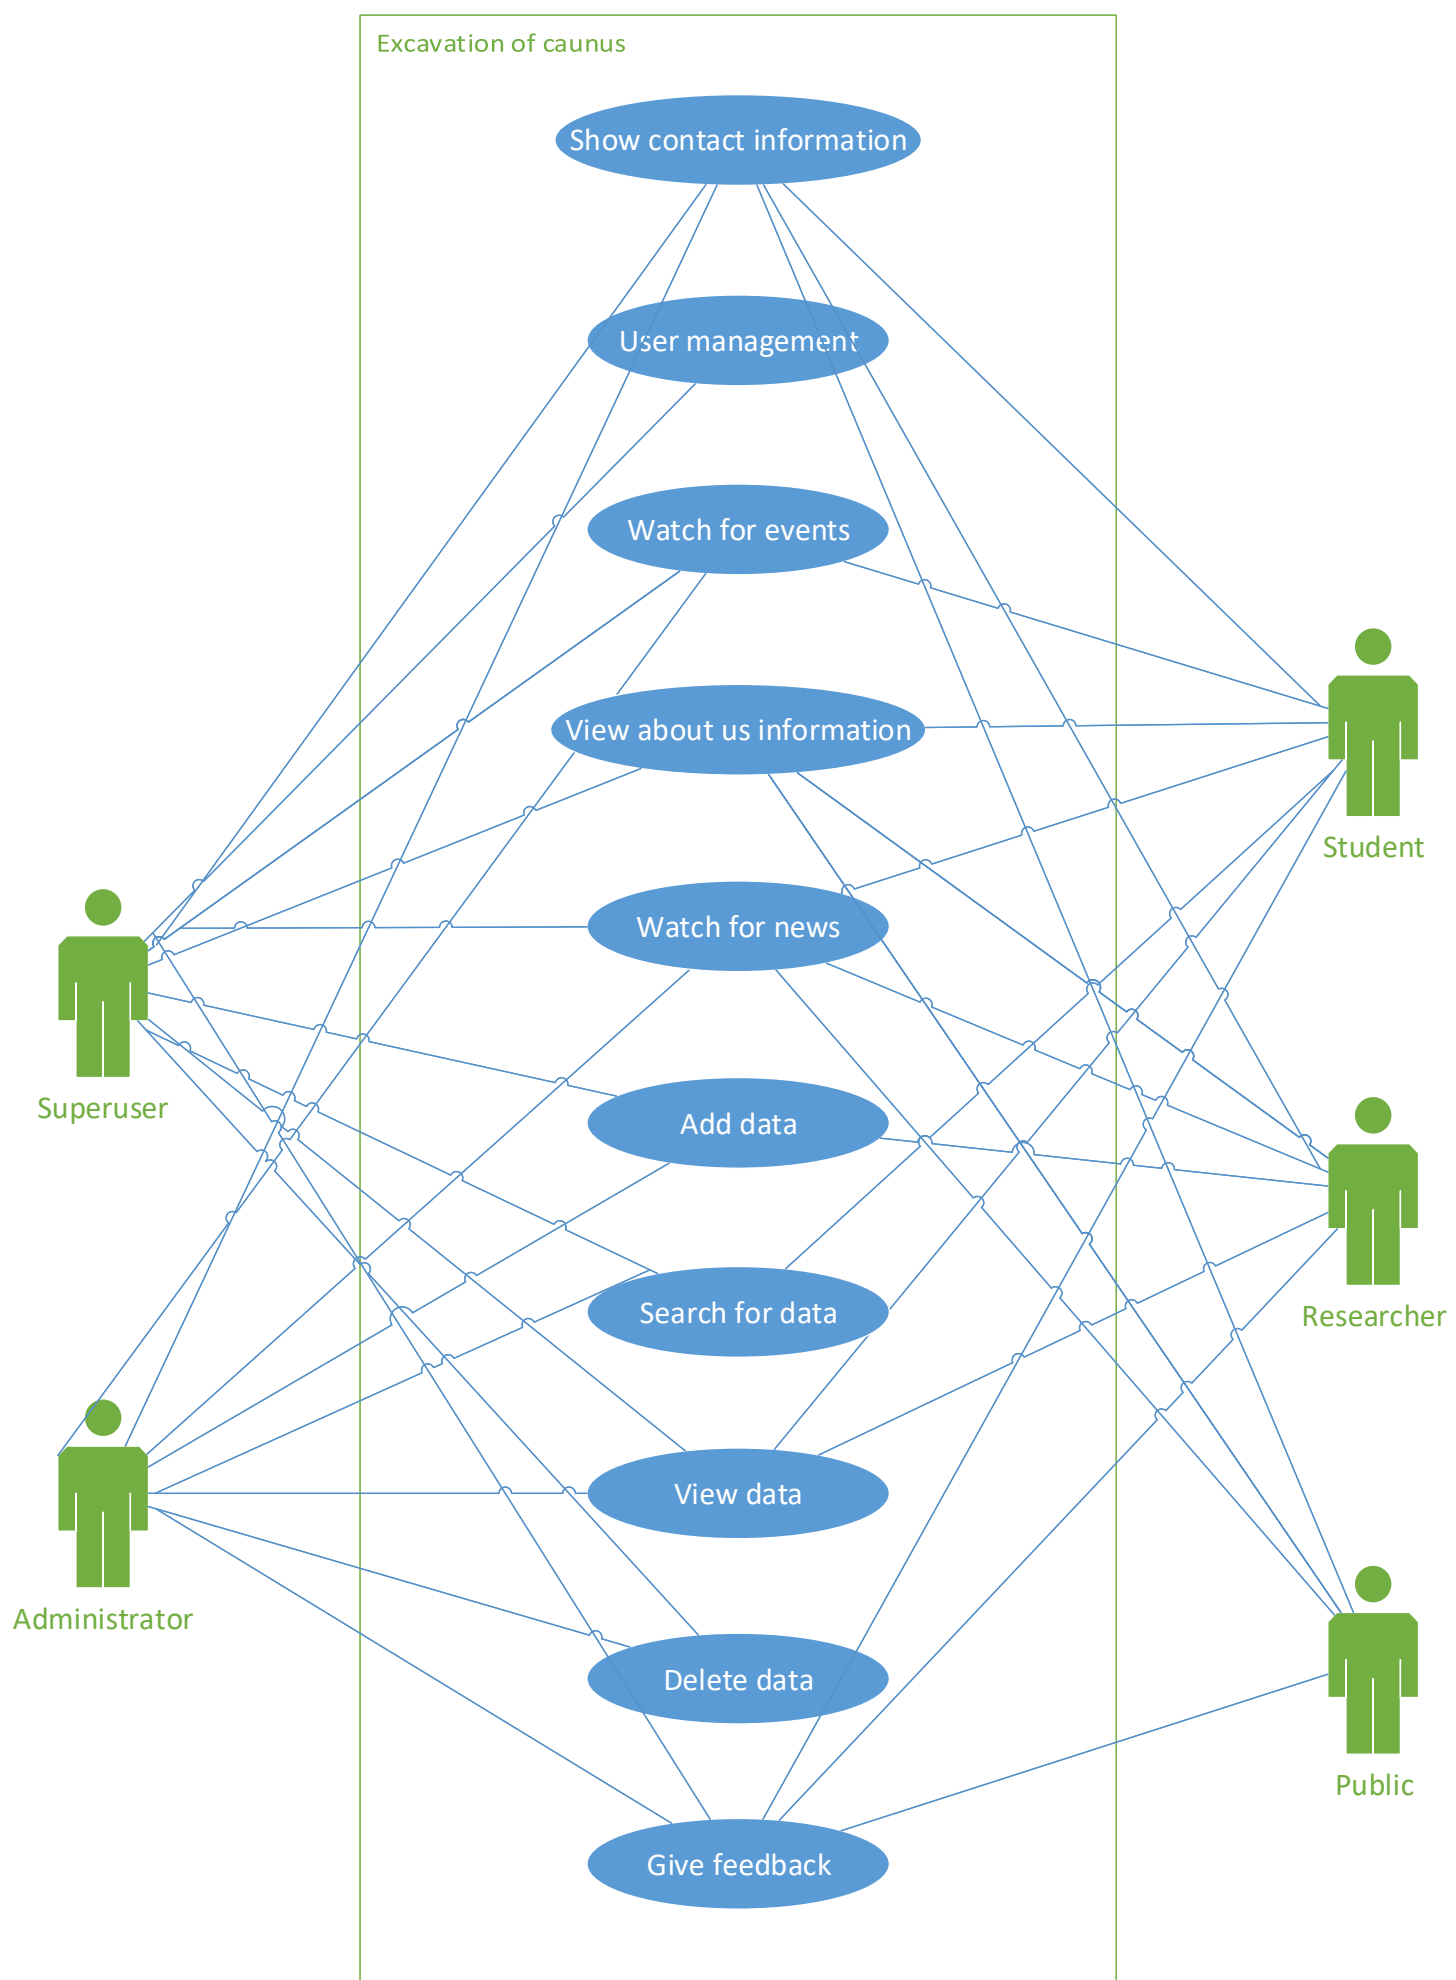 Excavation of caunus
Show contact information
User management
Watch for events
View about us information
Student
Watch for news
Superuser
Add data
Search for data
Researcher
View data
Administrator
Delete data
Public
Give feedback